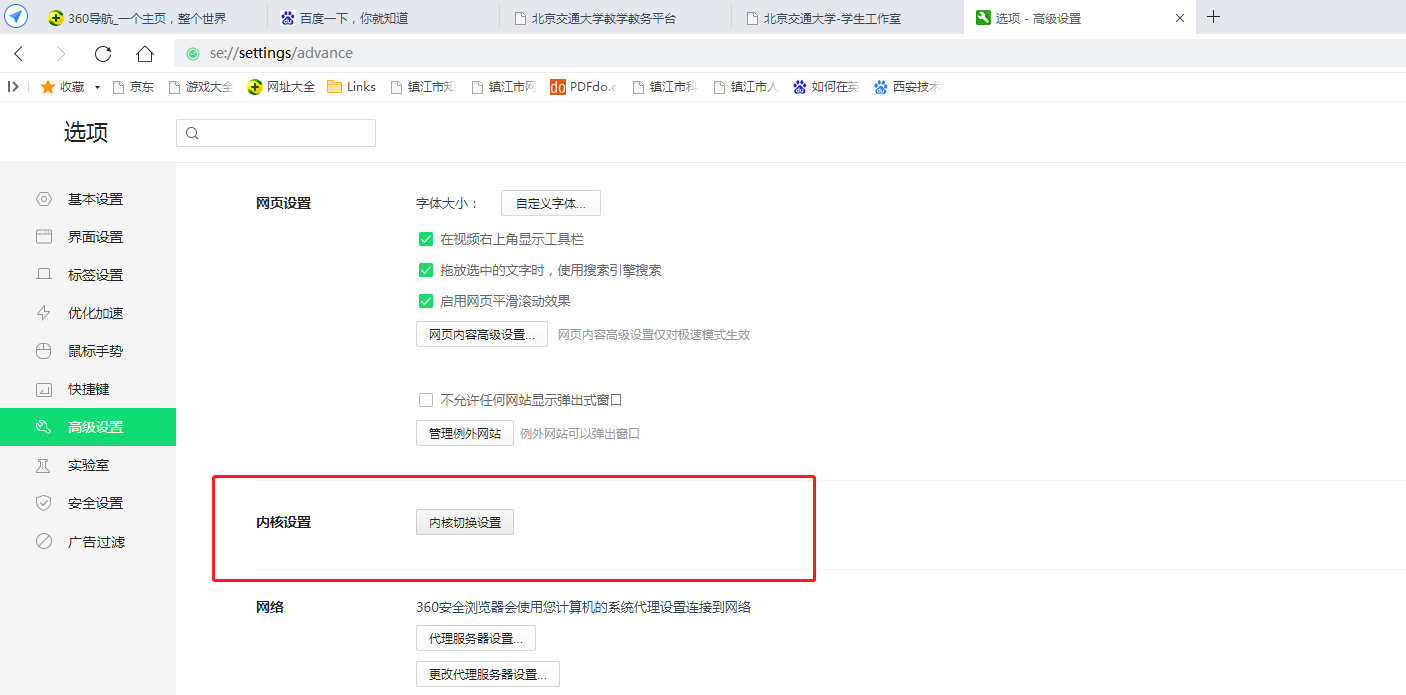 360导航_一个主页，整个世界
百度一下，你就知道
北京交通大学教学教务平台
北京交通大学-学生工作室
选项 - 高级设置
se://settings/advance
收藏
京东
游戏大全
网址大全
Links
镇江市知
镇江市网
PDFdo.c
镇江市科
镇江市人
如何在英
西安技术
选项
基本设置
界面设置
标签设置
优化加速
鼠标手势
快捷键
高级设置
实验室
安全设置
广告过滤
网页设置
字体大小： 自定义字体...
在视频右上角显示工具栏
拖放选中的文字时，使用搜索引擎搜索
启用网页平滑滚动效果
网页内容高级设置... 网页内容高级设置仅对极速模式生效
不允许任何网站显示弹出式窗口
管理例外网站 例外网站可以弹出窗口
内核设置 内核切换设置
网络 360安全浏览器会使用您计算机的系统代理设置连接到网络
代理服务器设置...
更改代理服务器设置...